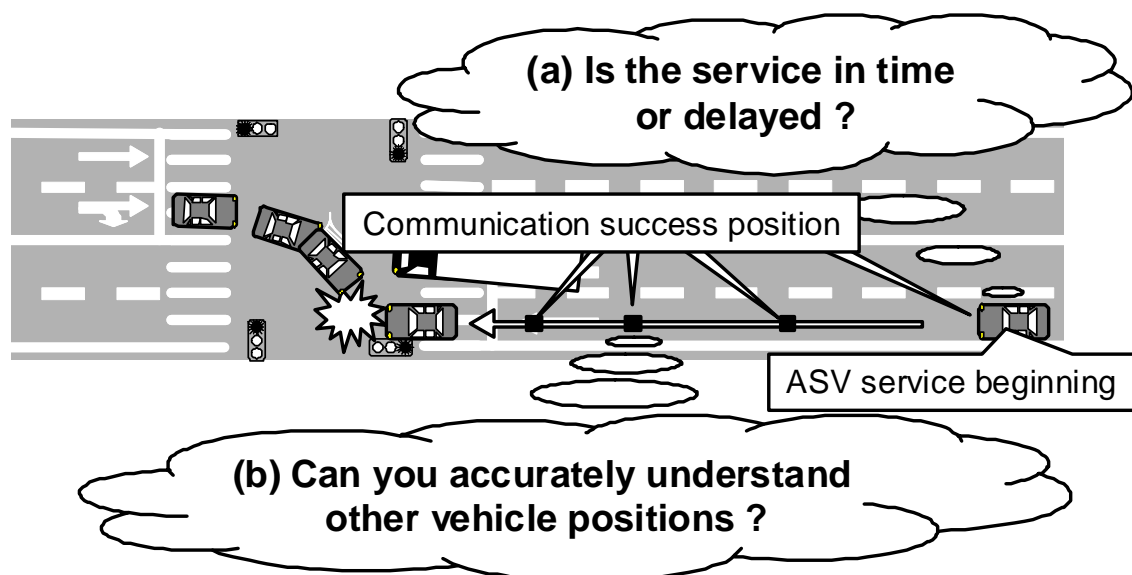 (a) Is the service in time
or delayed ?
Communication success position
ASV service beginning
(b) Can you accurately understand
other vehicle positions ?